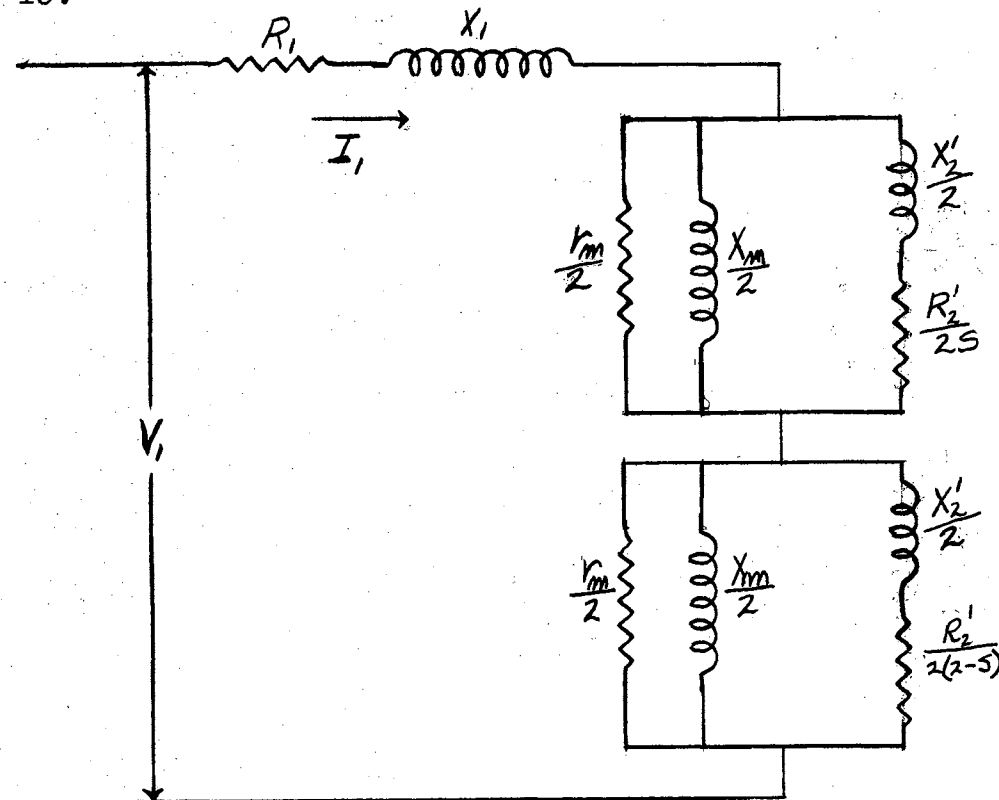 R₁
X₁
I₁
V₁
rₘ/2
Xₘ/2
X₂'/2
R₂'/2S
rₘ/2
Xₘ/2
X₂'/2
R₂'/2(2-S)